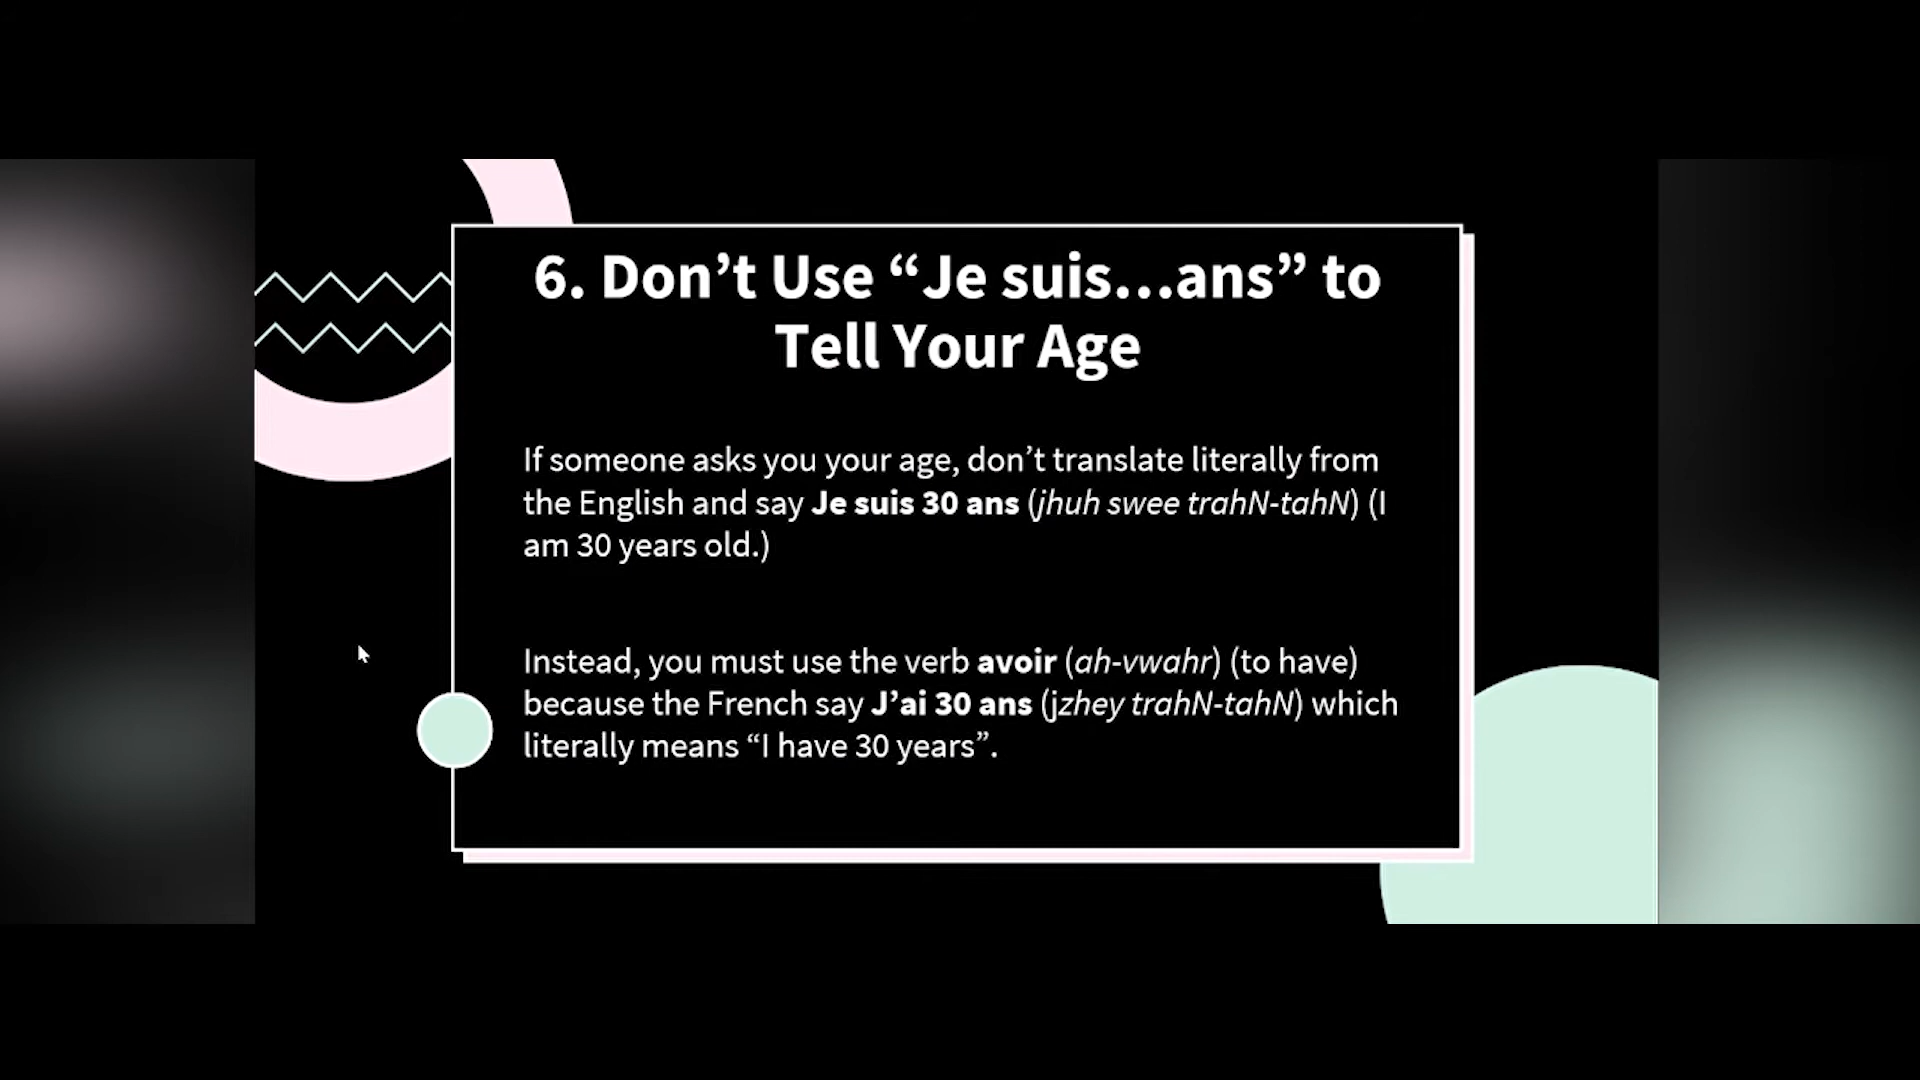 6. Don’t Use “Je suis...ans” to
Tell Your Age
If someone asks you your age, don’t translate literally from
the English and say Je suis 30 ans (jhuh swee trahN-tahN) (I
am 30 years old.)
Instead, you must use the verb avoir (ah-vwahr) (to have)
because the French say J’ai 30 ans (jzhey trahN-tahN) which
literally means “I have 30 years”.